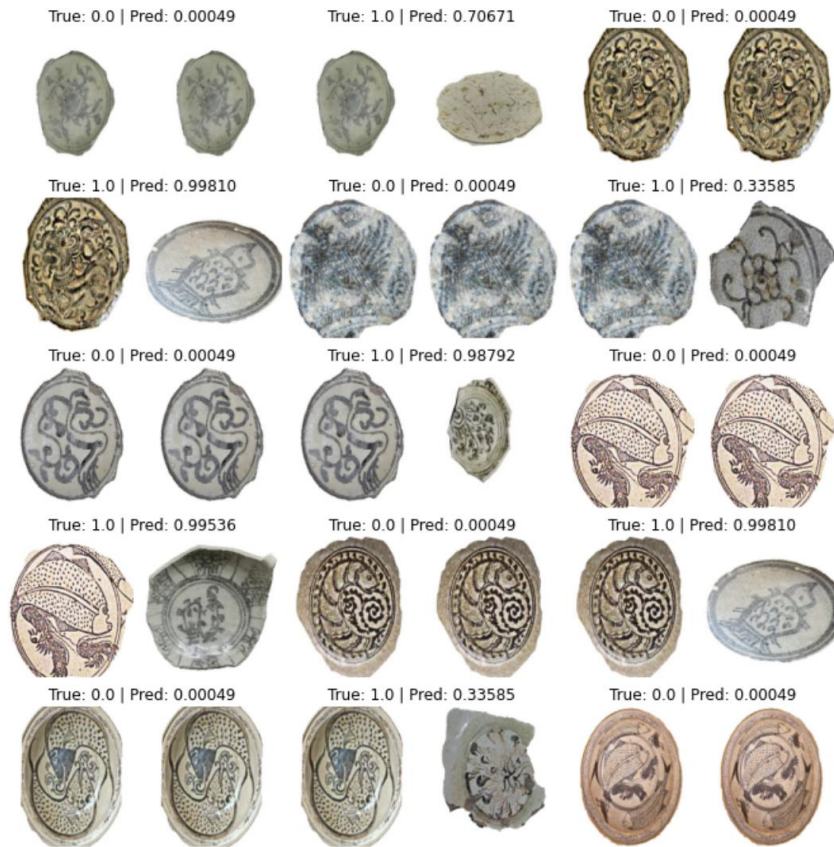 True: 0.0 | Pred: 0.00049 True: 1.0 | Pred: 0.70671 True: 0.0 | Pred: 0.00049
True: 1.0 | Pred: 0.99810 True: 0.0 | Pred: 0.00049 True: 1.0 | Pred: 0.33585
True: 0.0 | Pred: 0.00049 True: 1.0 | Pred: 0.98792 True: 0.0 | Pred: 0.00049
True: 1.0 | Pred: 0.99536 True: 0.0 | Pred: 0.00049 True: 1.0 | Pred: 0.99810
True: 0.0 | Pred: 0.00049 True: 1.0 | Pred: 0.33585 True: 0.0 | Pred: 0.00049